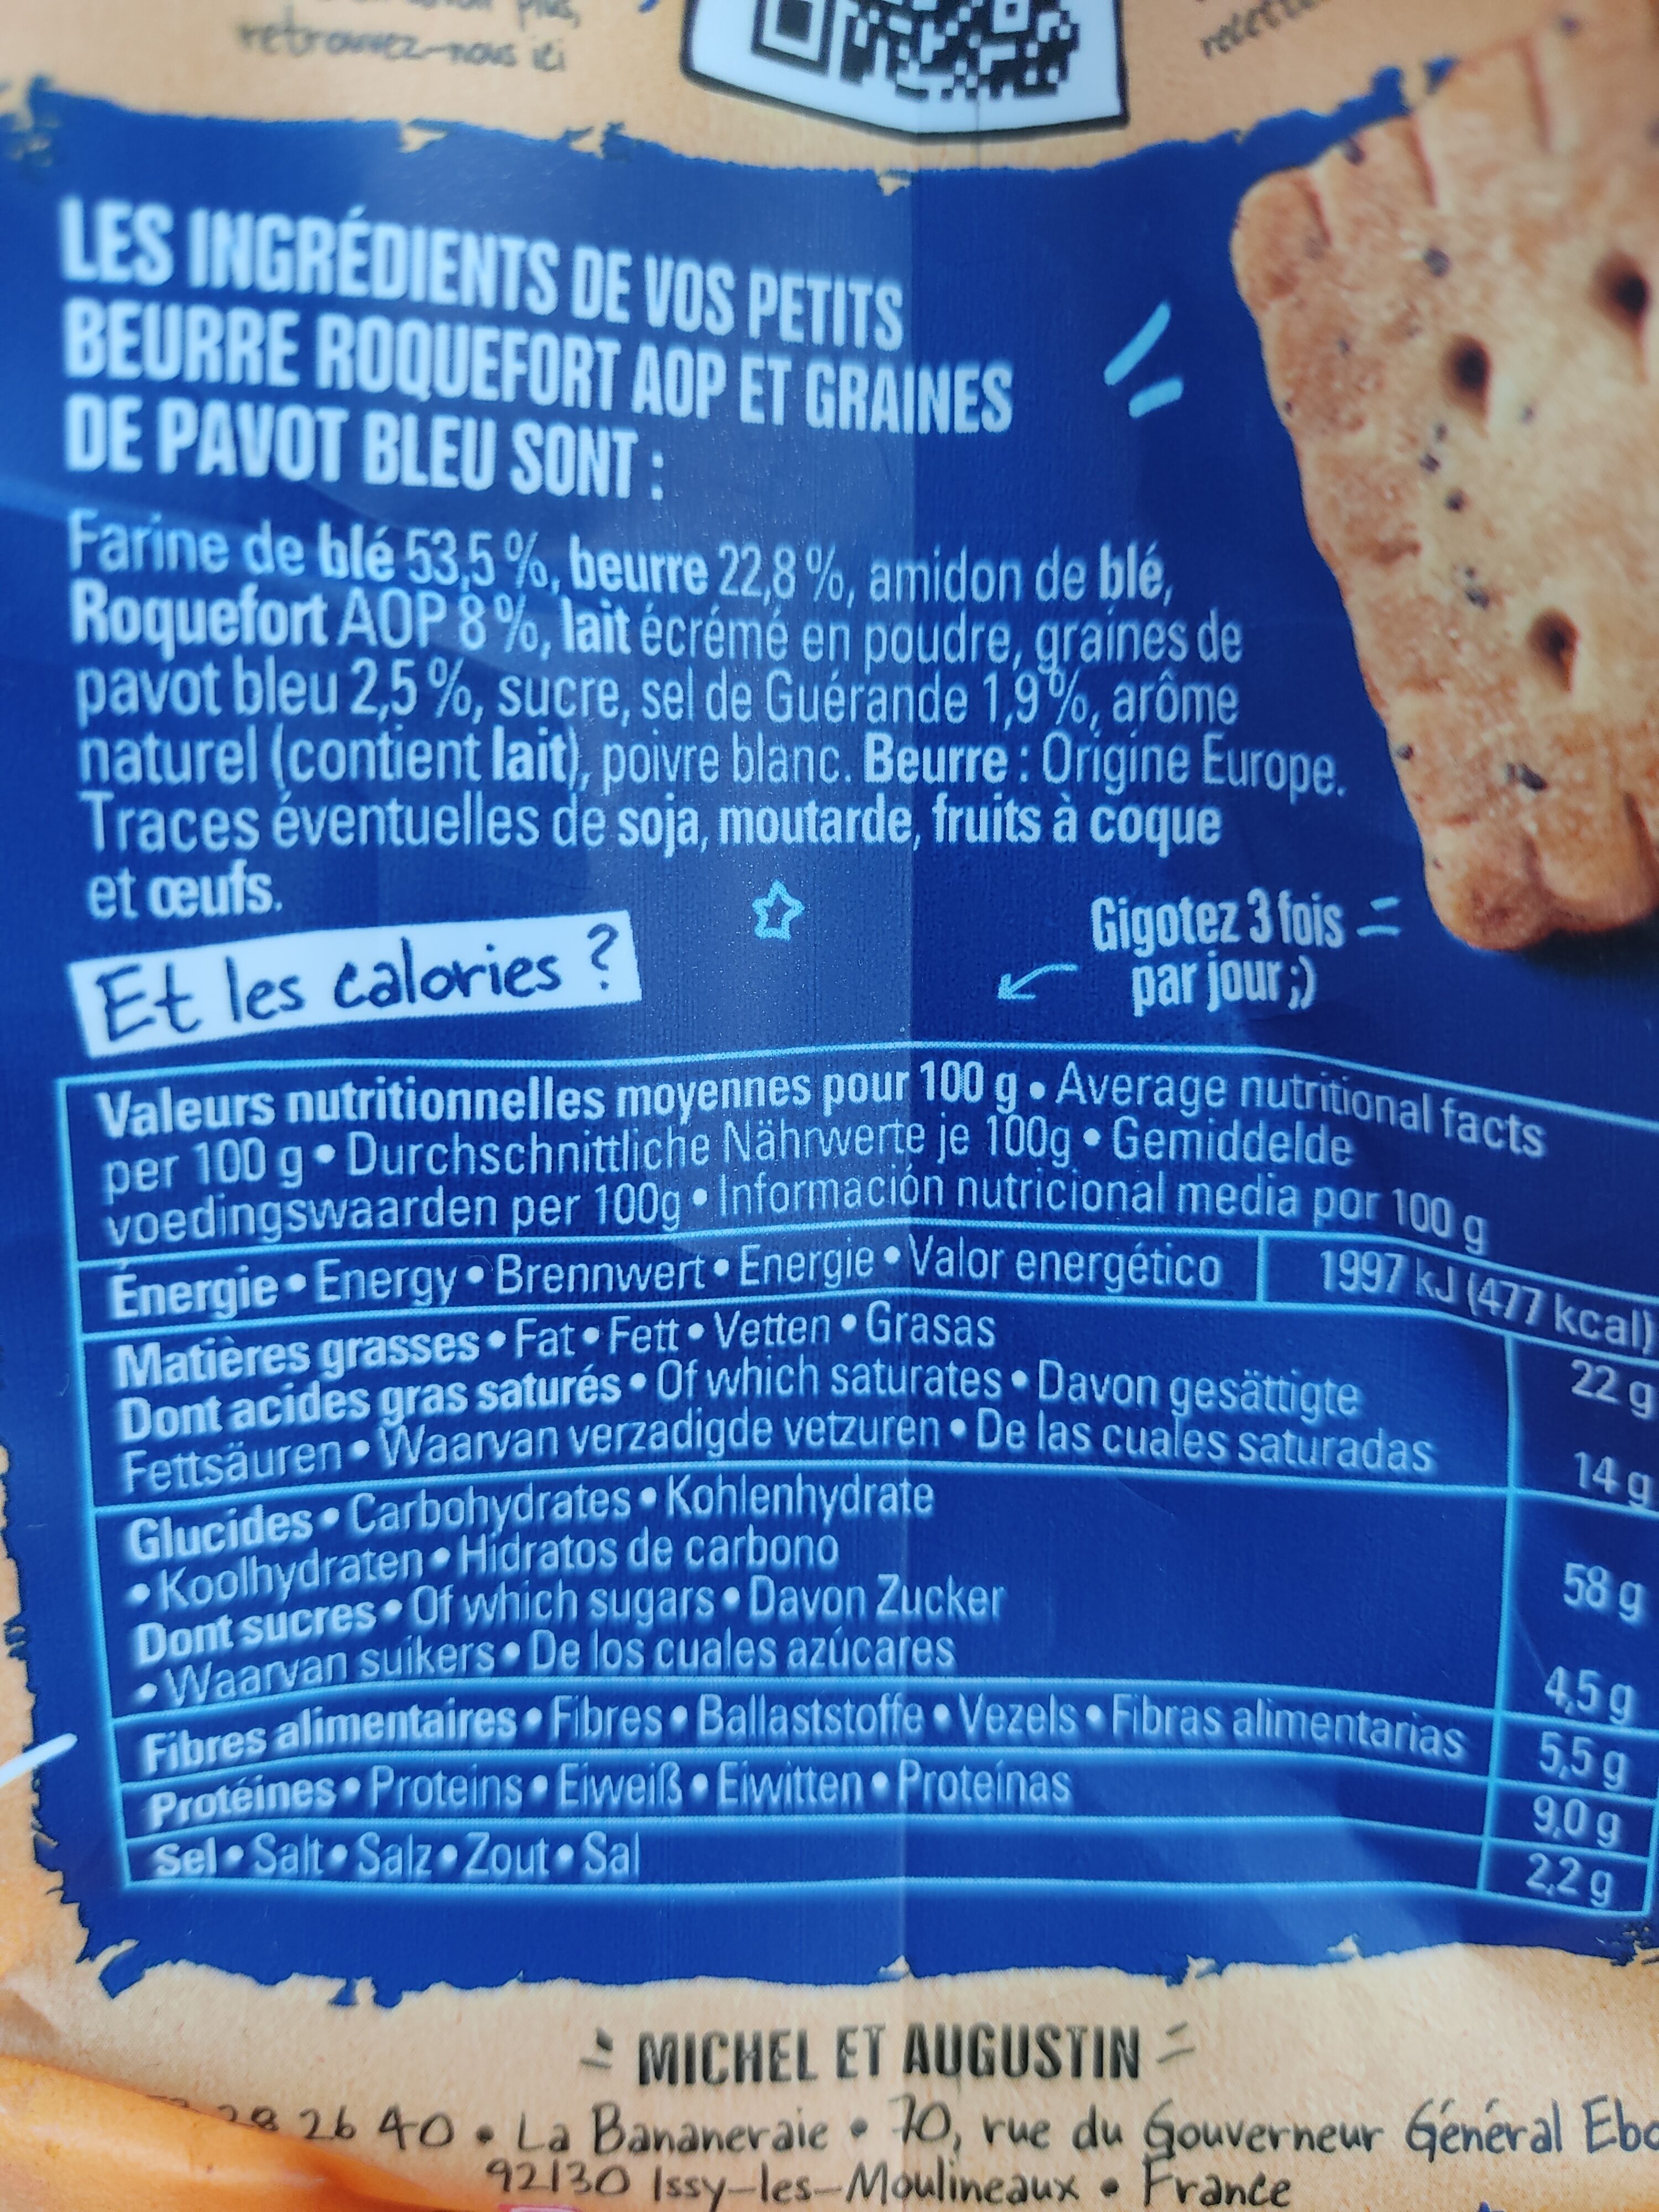 plus,
retrouvez-nous ici
LES INGRÉDIENTS DE VOS PETITS
BEURRE ROQUEFORT AOP ET GRAINES
DE PAVOT BLEU SONT :
Farine de blé 53,5 %, beurre 22,8 %, amidon de blé,
Roquefort AOP 8 %, lait écrémé en poudre, graines de
pavot bleu 2,5 %, sucre, sel de Guérande 1,9 %, arôme
naturel (contient lait), poivre blanc. Beurre : Origine Europe.
Traces éventuelles de soja, moutarde, fruits à coque
et œufs.
Gigotez 3 fois
par jour ;)
Et les calories ?
Valeurs nutritionnelles moyennes pour 100 g • Average nutritional facts
per 100 g • Durchschnittliche Nährwerte je 100g • Gemiddelde
voedingswaarden per 100g • Información nutricional media por 100 g
Énergie • Energy • Brennwert • Energie • Valor energético 1997 kJ (477 kcal)
Matières grasses • Fat • Fett • Vetten • Grasas 22 g
Dont acides gras saturés • Of which saturates • Davon gesättigte
Fettsäuren • Waarvan verzadigde vetzuren • De las cuales saturadas 14 g
Glucides • Carbohydrates • Kohlenhydrate
• Koolhydraten • Hidratos de carbono 58 g
Dont sucres • Of which sugars • Davon Zucker
• Waarvan suikers • De los cuales azúcares 4,5 g
Fibres alimentaires • Fibres • Ballaststoffe • Vezels • Fibras alimentarias 5,5 g
Protéines • Proteins • Eiweiß • Eiwitten • Proteínas 9,0 g
Sel • Salt • Salz • Zout • Sal 2,2 g
MICHEL ET AUGUSTIN
28 26 40 • La Bananeraie • 70, rue du Gouverneur Général Ebo
92130 Issy-les-Moulineaux • France